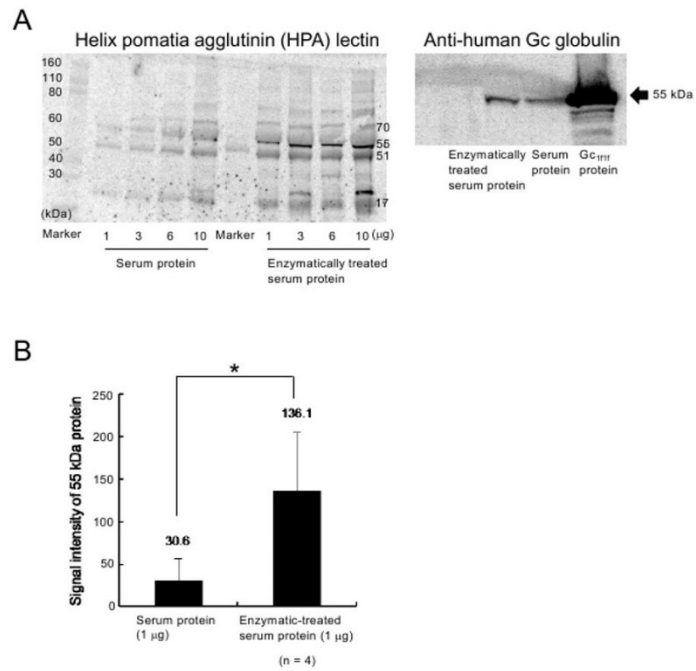 A
Helix pomatia agglutinin (HPA) lectin
160
110
80
60
50
40
30
(kDa)
70
55
51
17
Marker 1 3 6 10 Marker 1 3 6 10 (μg)
Serum protein
Enzymatically treated
serum protein
Anti-human Gc globulin
55 kDa
Enzymatically
treated
serum protein
Serum
protein
Gc1f1f
protein
B
*
Signal intensity of 55 kDa protein
250
200
150
100
50
0
30.6
136.1
Serum protein
(1 μg)
Enzymatic-treated
serum protein (1 μg)
(n = 4)